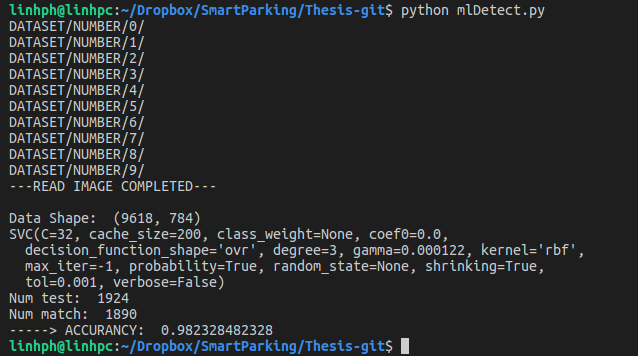 linhph@linhpc:~/Dropbox/SmartParking/Thesis-git$ python mlDetect.py
DATASET/NUMBER/0/
DATASET/NUMBER/1/
DATASET/NUMBER/2/
DATASET/NUMBER/3/
DATASET/NUMBER/4/
DATASET/NUMBER/5/
DATASET/NUMBER/6/
DATASET/NUMBER/7/
DATASET/NUMBER/8/
DATASET/NUMBER/9/
---READ IMAGE COMPLETED---

Data Shape:  (9618, 784)
SVC(C=32, cache_size=200, class_weight=None, coef0=0.0,
  decision_function_shape='ovr', degree=3, gamma=0.000122, kernel='rbf',
  max_iter=-1, probability=True, random_state=None, shrinking=True,
  tol=0.001, verbose=False)
Num test:  1924
Num match:  1890
-----> ACCURANCY:  0.982328482328
linhph@linhpc:~/Dropbox/SmartParking/Thesis-git$